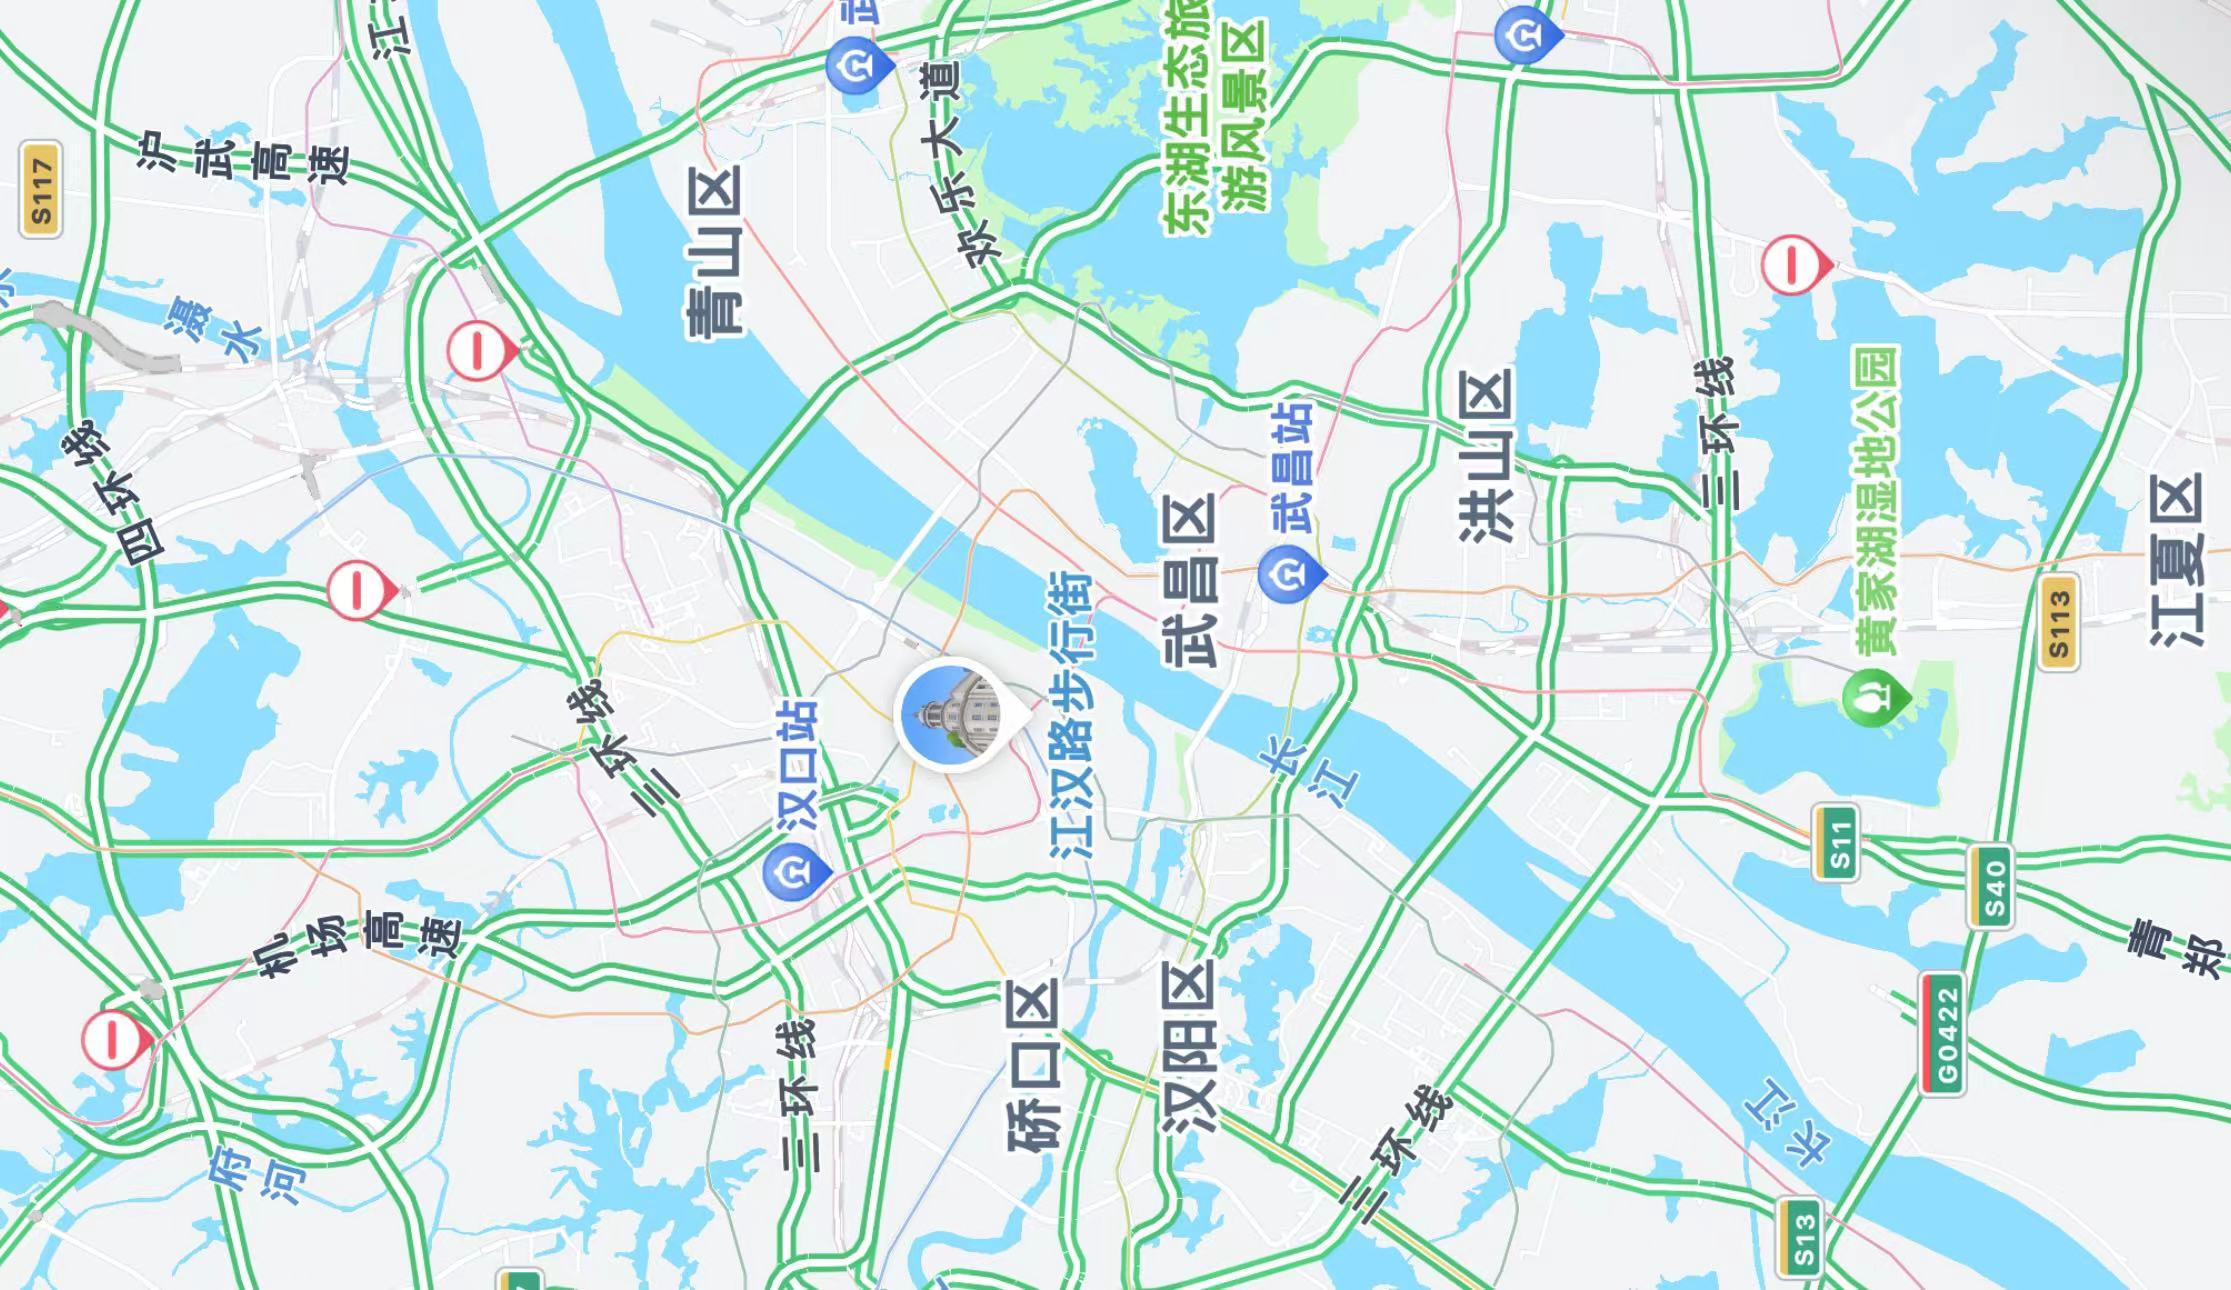 S117
四环线
沪武高速
滠水
府河
机场高速
江
三环线
青山区
汉口站
三环线
武
欢乐大道
硚口区
江汉路步行街
汉阳区
武昌区
东湖生态旅
游风景区
武昌站
长江
三环线
洪山区
三环线
长江
S13
S11
黄家湖湿地公园
G0422
S40
S113
青郑
江夏区